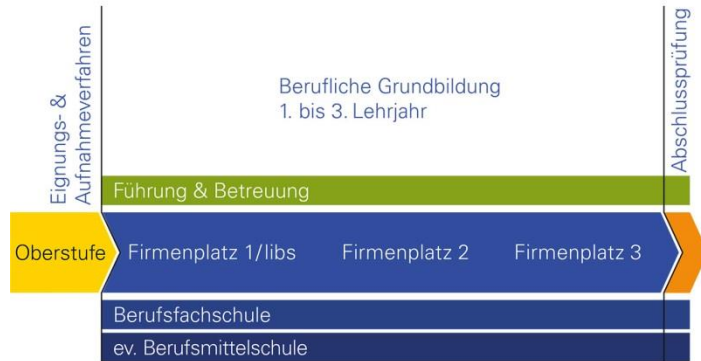 Eignungs- &
Aufnahmeverfahren
Berufliche Grundbildung
1. bis 3. Lehrjahr
Abschlussprüfung
Führung & Betreuung
Oberstufe
Firmenplatz 1/libs
Firmenplatz 2
Firmenplatz 3
Berufsfachschule
ev. Berufsmittelschule